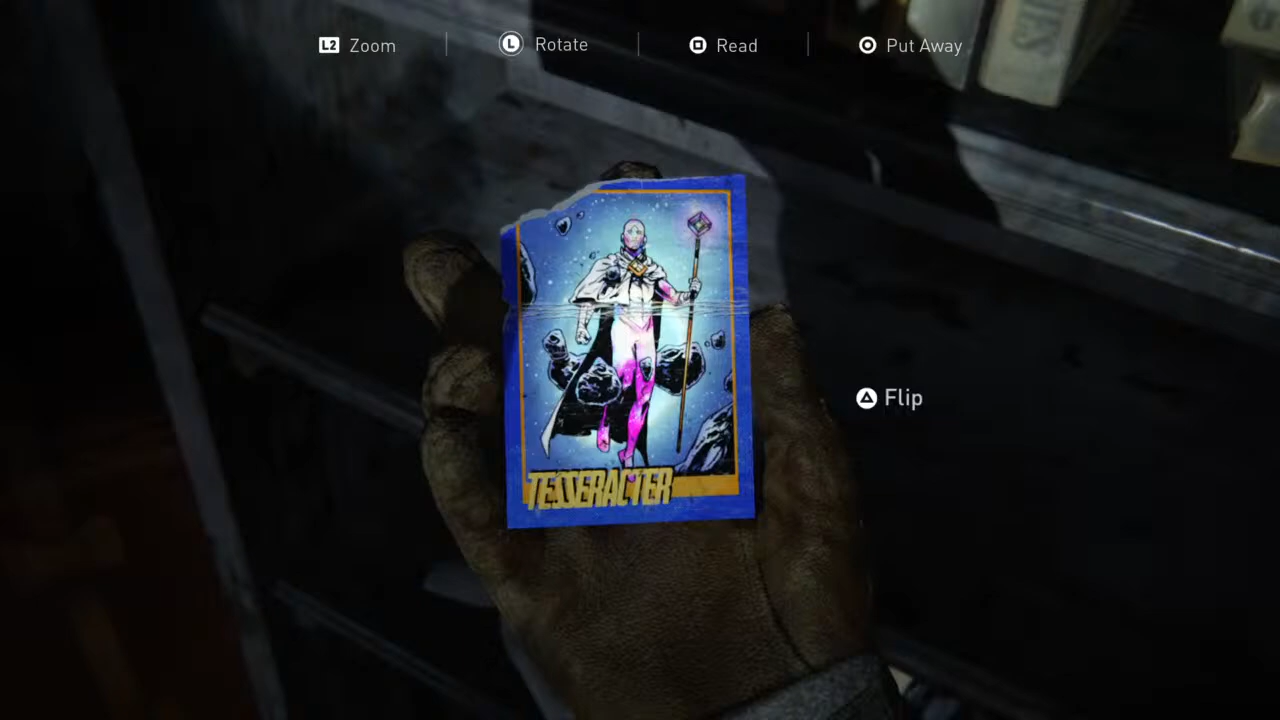 L2 Zoom
L Rotate
Read
Put Away
Flip
TESSERACTER